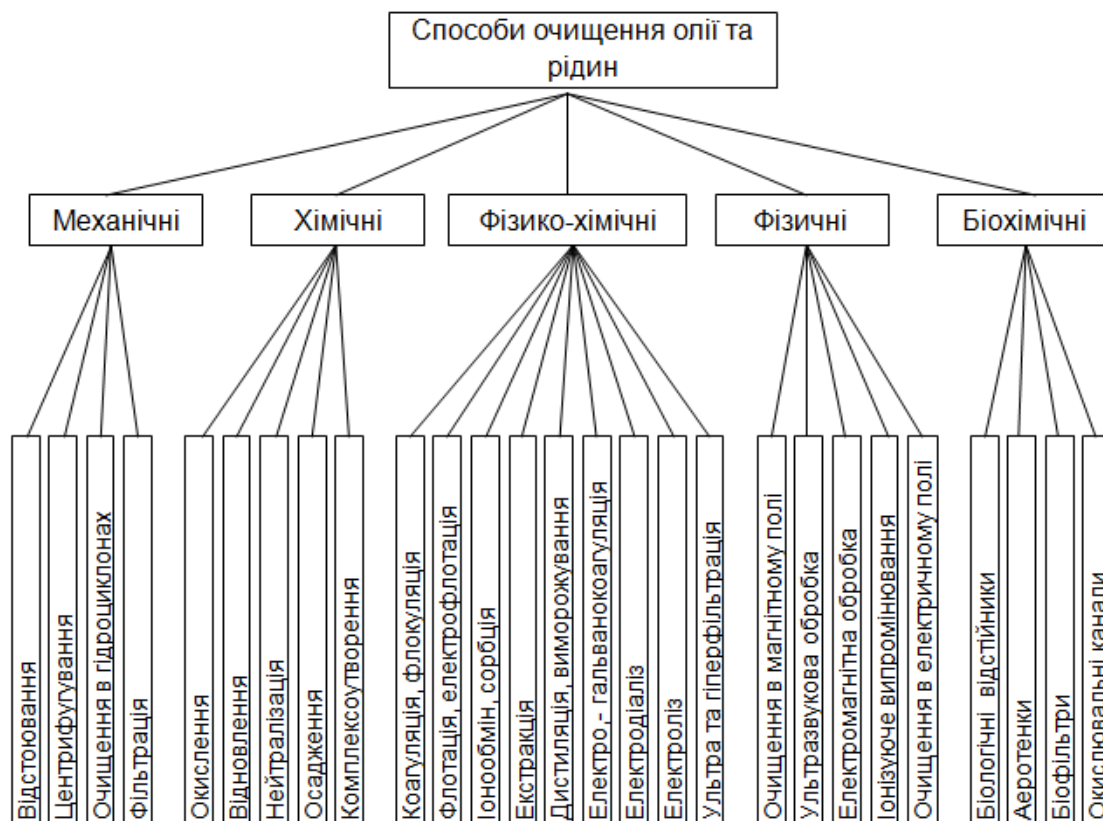 Способи очищення олії та
рідин
Механічні
Хімічні
Фізико-хімічні
Фізичні
Біохімічні
Відстоювання
Центрифугування
Очищення в гідроциклонах
Фільтрація
Окислення
Відновлення
Нейтралізація
Осадження
Комплексоутворення
Коагуляція, флокуляція
Флотація, електрофлотація
Іонообмін, сорбція
Екстракція
Дистиляція, виморожування
Електро,- гальванокоагуляція
Електродіаліз
Електроліз
Ультра та гіперфільтрація
Очищення в магнітному полі
Ультразвукова обробка
Електромагнітна обробка
Іонізуюче випромінювання
Очищення в електричному полі
Біологічні відстійники
Аеротенки
Біофільтри
Окислювальні канали